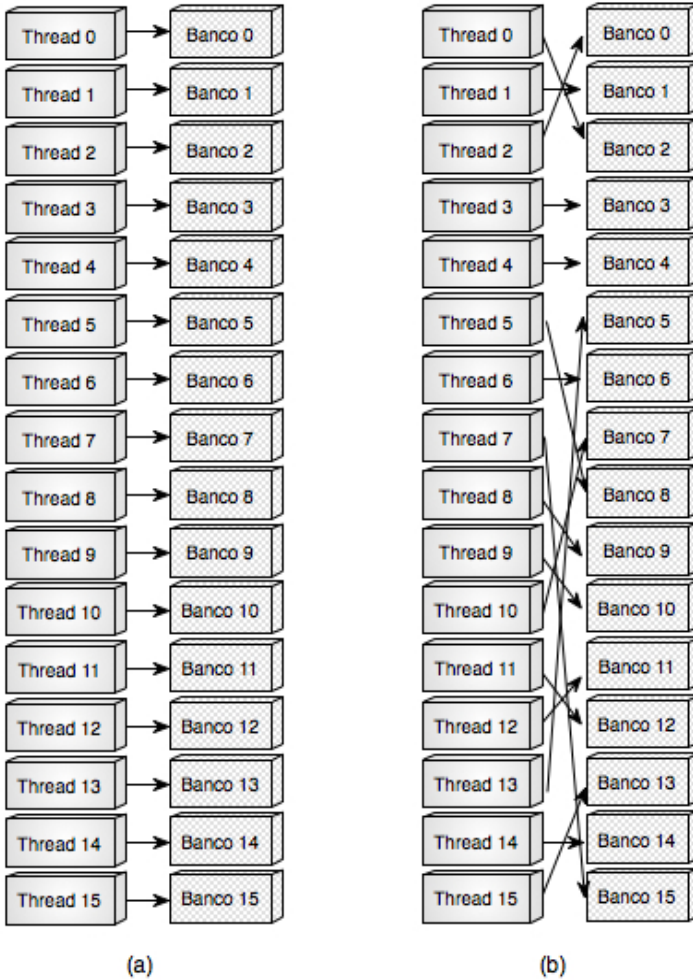 Thread 0 Banco 0 Thread 0 Banco 0
Thread 1 Banco 1 Thread 1 Banco 1
Thread 2 Banco 2 Thread 2 Banco 2
Thread 3 Banco 3 Thread 3 Banco 3
Thread 4 Banco 4 Thread 4 Banco 4
Thread 5 Banco 5 Thread 5 Banco 5
Thread 6 Banco 6 Thread 6 Banco 6
Thread 7 Banco 7 Thread 7 Banco 7
Thread 8 Banco 8 Thread 8 Banco 8
Thread 9 Banco 9 Thread 9 Banco 9
Thread 10 Banco 10 Thread 10 Banco 10
Thread 11 Banco 11 Thread 11 Banco 11
Thread 12 Banco 12 Thread 12 Banco 12
Thread 13 Banco 13 Thread 13 Banco 13
Thread 14 Banco 14 Thread 14 Banco 14
Thread 15 Banco 15 Thread 15 Banco 15
(a) (b)